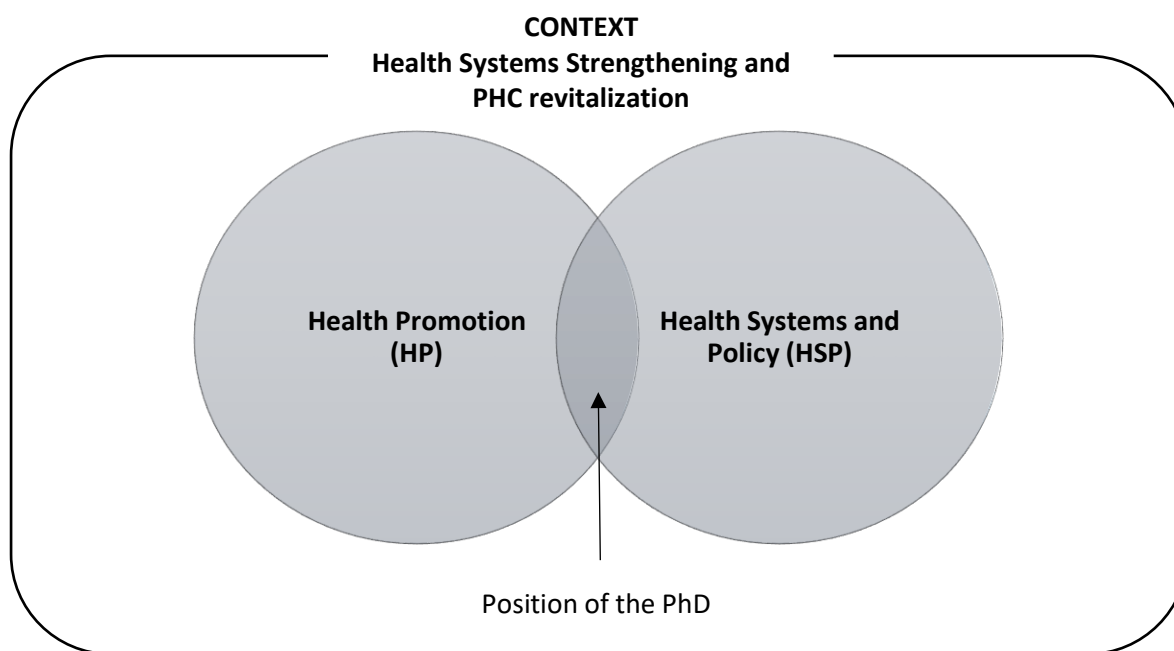 CONTEXT
Health Systems Strengthening and
PHC revitalization
Health Promotion
(HP)
Health Systems and
Policy (HSP)
Position of the PhD